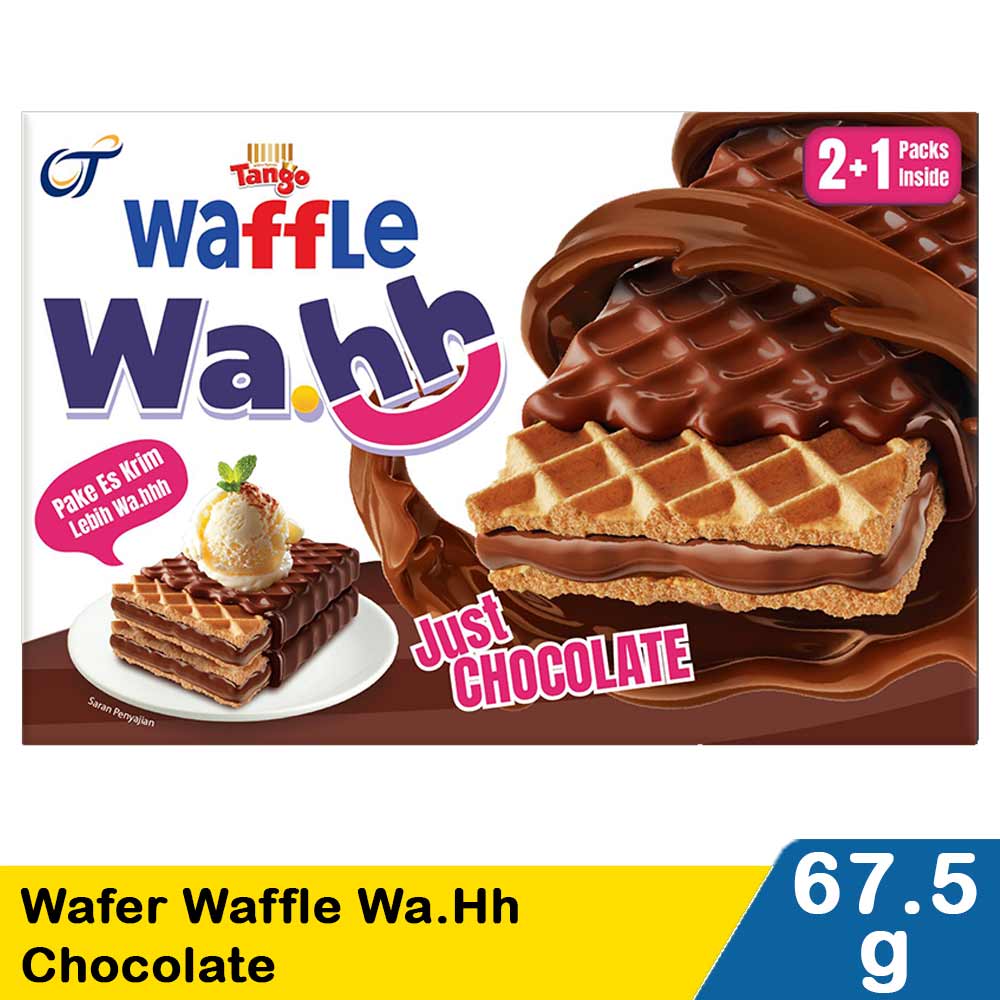 OT
Tango
waffle
Wa.hh
2+1 Packs Inside
Pake Es Krim
Lebih Wa.hhh
Just
CHOCOLATE
Saran Penyajian
Wafer Waffle Wa.Hh
Chocolate
67.5
g